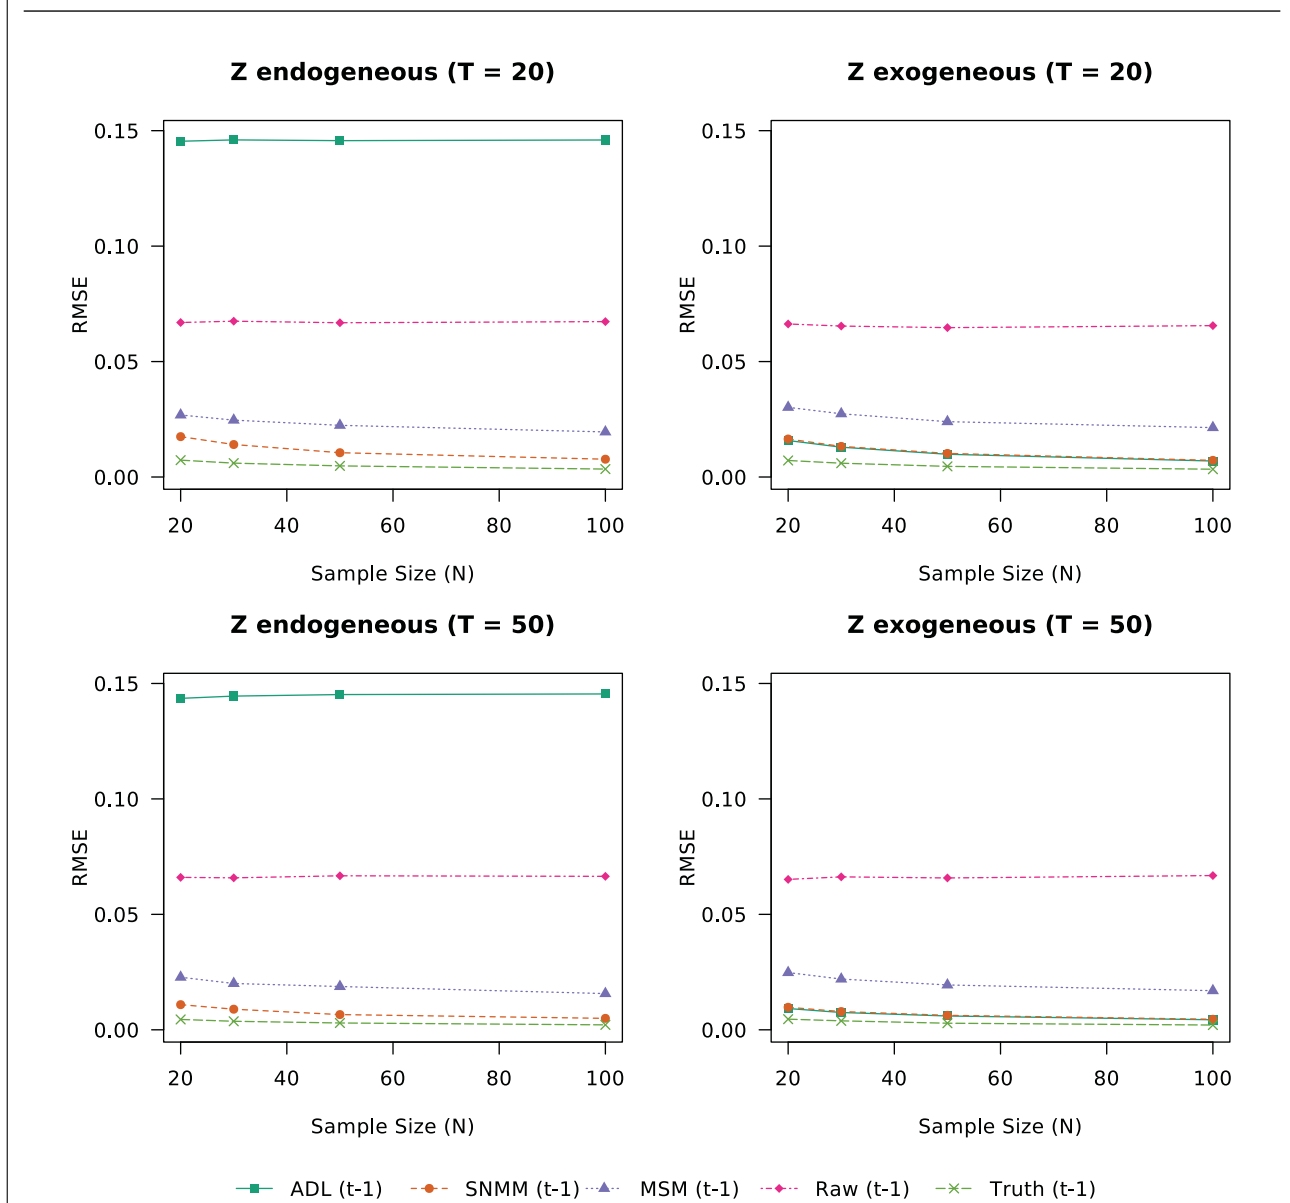 Z endogeneous (T = 20)
Z exogeneous (T = 20)
0.15
0.10
0.05
0.00
RMSE
20 40 60 80 100
Sample Size (N)
0.15
0.10
0.05
0.00
RMSE
20 40 60 80 100
Sample Size (N)
Z endogeneous (T = 50)
Z exogeneous (T = 50)
0.15
0.10
0.05
0.00
RMSE
20 40 60 80 100
Sample Size (N)
0.15
0.10
0.05
0.00
RMSE
20 40 60 80 100
Sample Size (N)
ADL (t-1) SNMM (t-1) MSM (t-1) Raw (t-1) Truth (t-1)